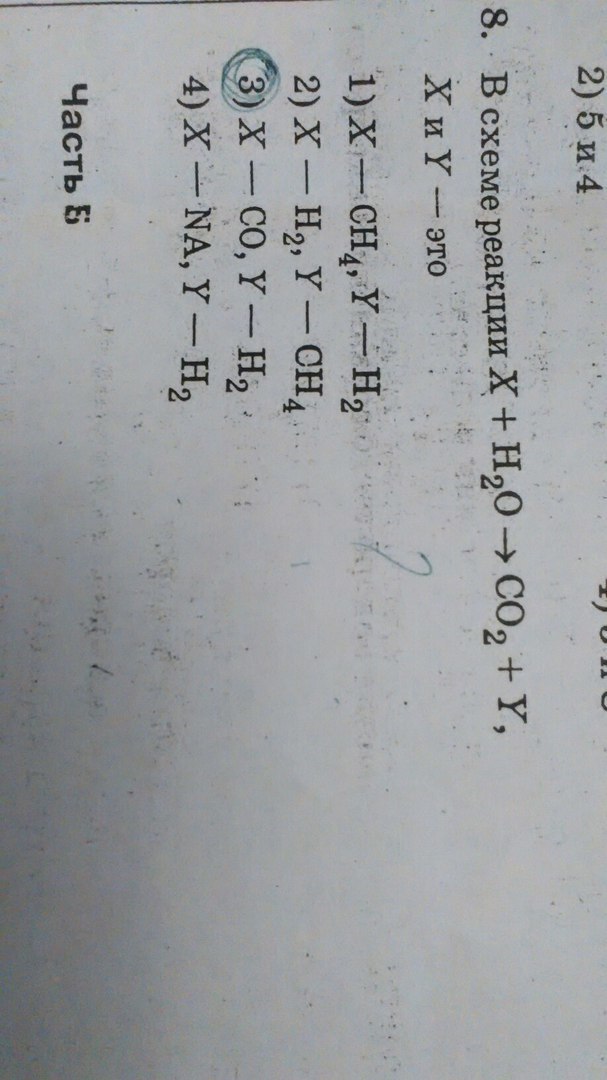 2) 5 и 4
8. В схеме реакции X + H₂O → CO₂ + Y,
X и Y — это
1) X — CH₄, Y — H₂
2) X — H₂, Y — CH₄
3) X — CO, Y — H₂
4) X — NA, Y — H₂
Часть Б